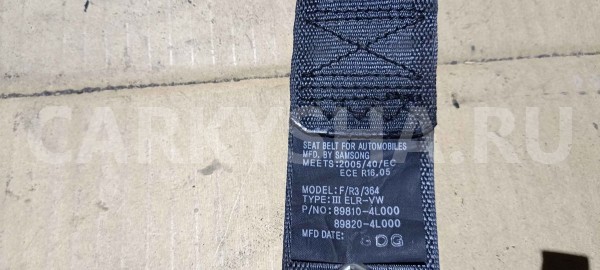 SEAT BELT FOR AUTOMOBILES
MFD. BY SAMSONG
MEETS:2005/40/EC
ECE R16.05
MODEL: F/R3/364
TYPE: III ELR-VW
P/NO: 89810-4L000
89820-4L000
MFD DATE:
CARKYSHA.RU